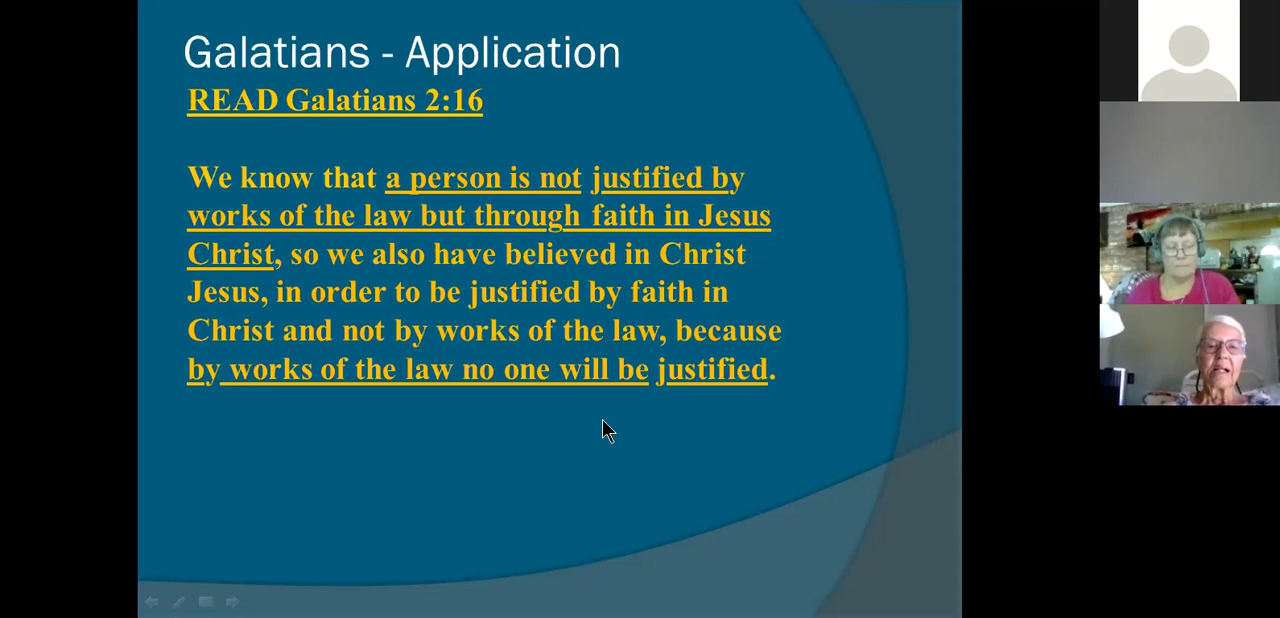 Galatians - Application
READ Galatians 2:16
We know that a person is not justified by
works of the law but through faith in Jesus
Christ, so we also have believed in Christ
Jesus, in order to be justified by faith in
Christ and not by works of the law, because
by works of the law no one will be justified.